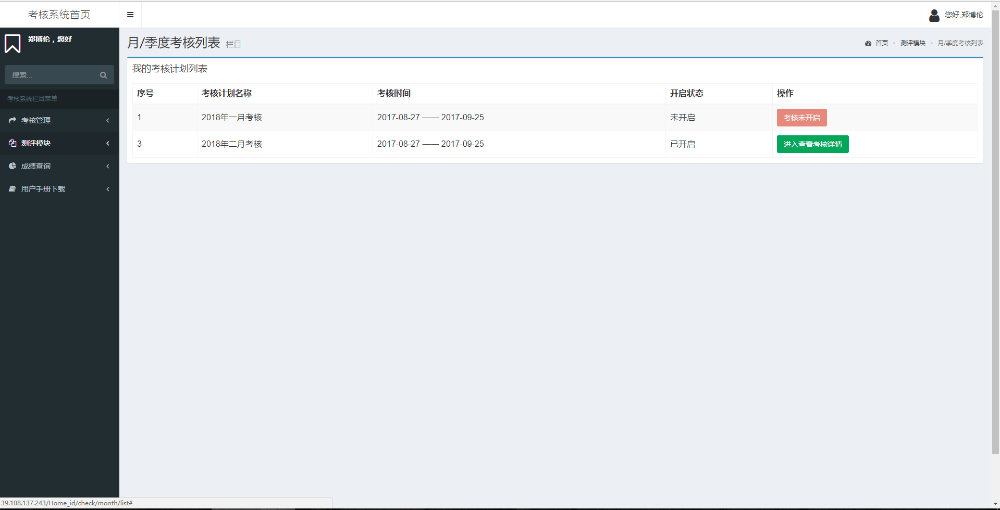 考核系统首页
您好,郑博伦
郑博伦，您好
搜索...
考核系统栏目菜单
考核管理
测评模块
成绩查询
用户手册下载
月/季度考核列表 栏目
首页 > 测评模块 > 月/季度考核列表
我的考核计划列表
序号 考核计划名称 考核时间 开启状态 操作
1 2018年一月考核 2017-08-27 —— 2017-09-25 未开启 考核未开启
3 2018年二月考核 2017-08-27 —— 2017-09-25 已开启 进入查看考核详情
39.108.137.243/Home_id/check/month/list#